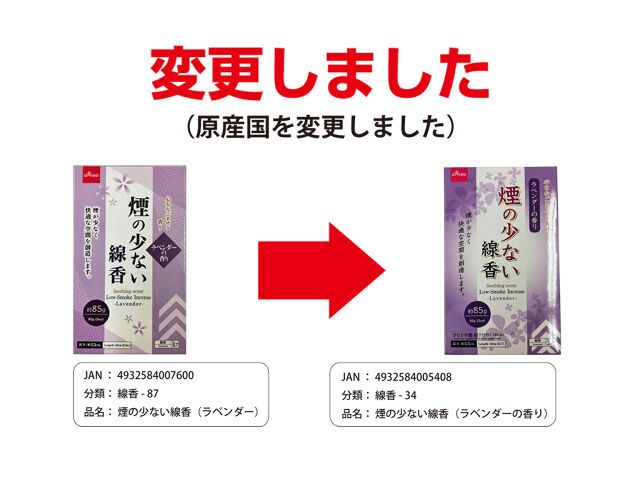 変更しました
（原産国を変更しました）
DAISO
煙の少ない
線香
煙が少なく
快適な空間を創造します。
ラベンダーの
香り
Soothing scent
Low-Smoke Incense
-Lavender-
約85g
DAISO
ラベンダーの香り
煙の少ない
線香
煙が少なく
快適な空間を創造します。
Soothing scent
Low-Smoke Incense
-Lavender-
約85g
JAN： 4932584007600
分類： 線香 - 87
品名： 煙の少ない線香（ラベンダー）
JAN ： 4932584005408
分類： 線香 - 34
品名： 煙の少ない線香（ラベンダーの香り）